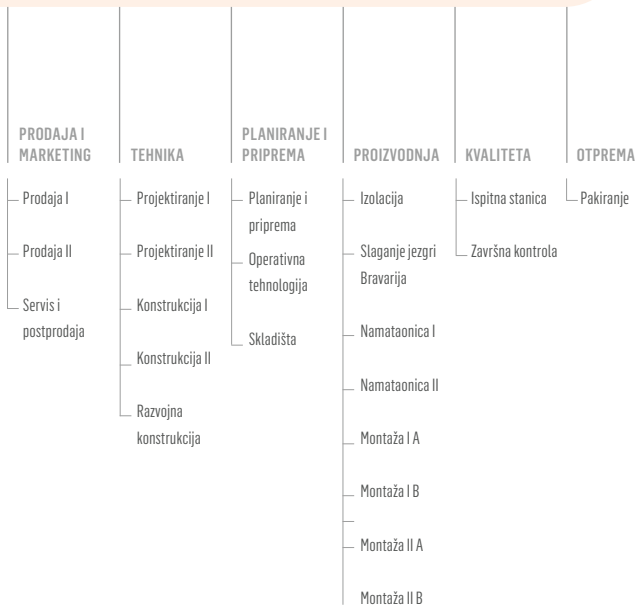 PRODAJA I
MARKETING
Prodaja I
Prodaja II
Servis i
postprodaja
TEHNIKA
Projektiranje I
Projektiranje II
Konstrukcija I
Konstrukcija II
Razvojna
konstrukcija
PLANIRANJE I
PRIPREMA
Planiranje i
priprema
Operativna
tehnologija
Skladišta
PROIZVODNJA
Izolacija
Slaganje jezgri
Bravarija
Namataonica I
Namataonica II
Montaža I A
Montaža I B
Montaža II A
Montaža II B
KVALITETA
Ispitna stanica
Završna kontrola
OTPREMA
Pakiranje